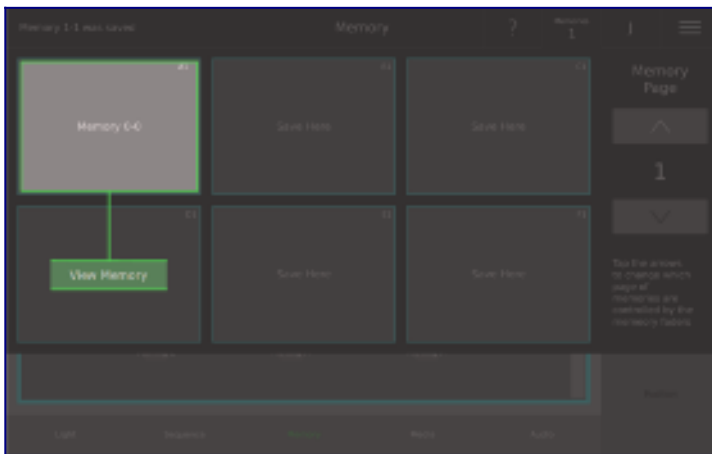 Memory 1-1 was saved
Memory
?
Memories
1
Memory
Page
Memory 0-0
Save Here
Save Here
1
View Memory
Save Here
Save Here
Tap the arrows
to change which
page of
memories are
controlled by the
memory faders
Light
Sequence
Audio